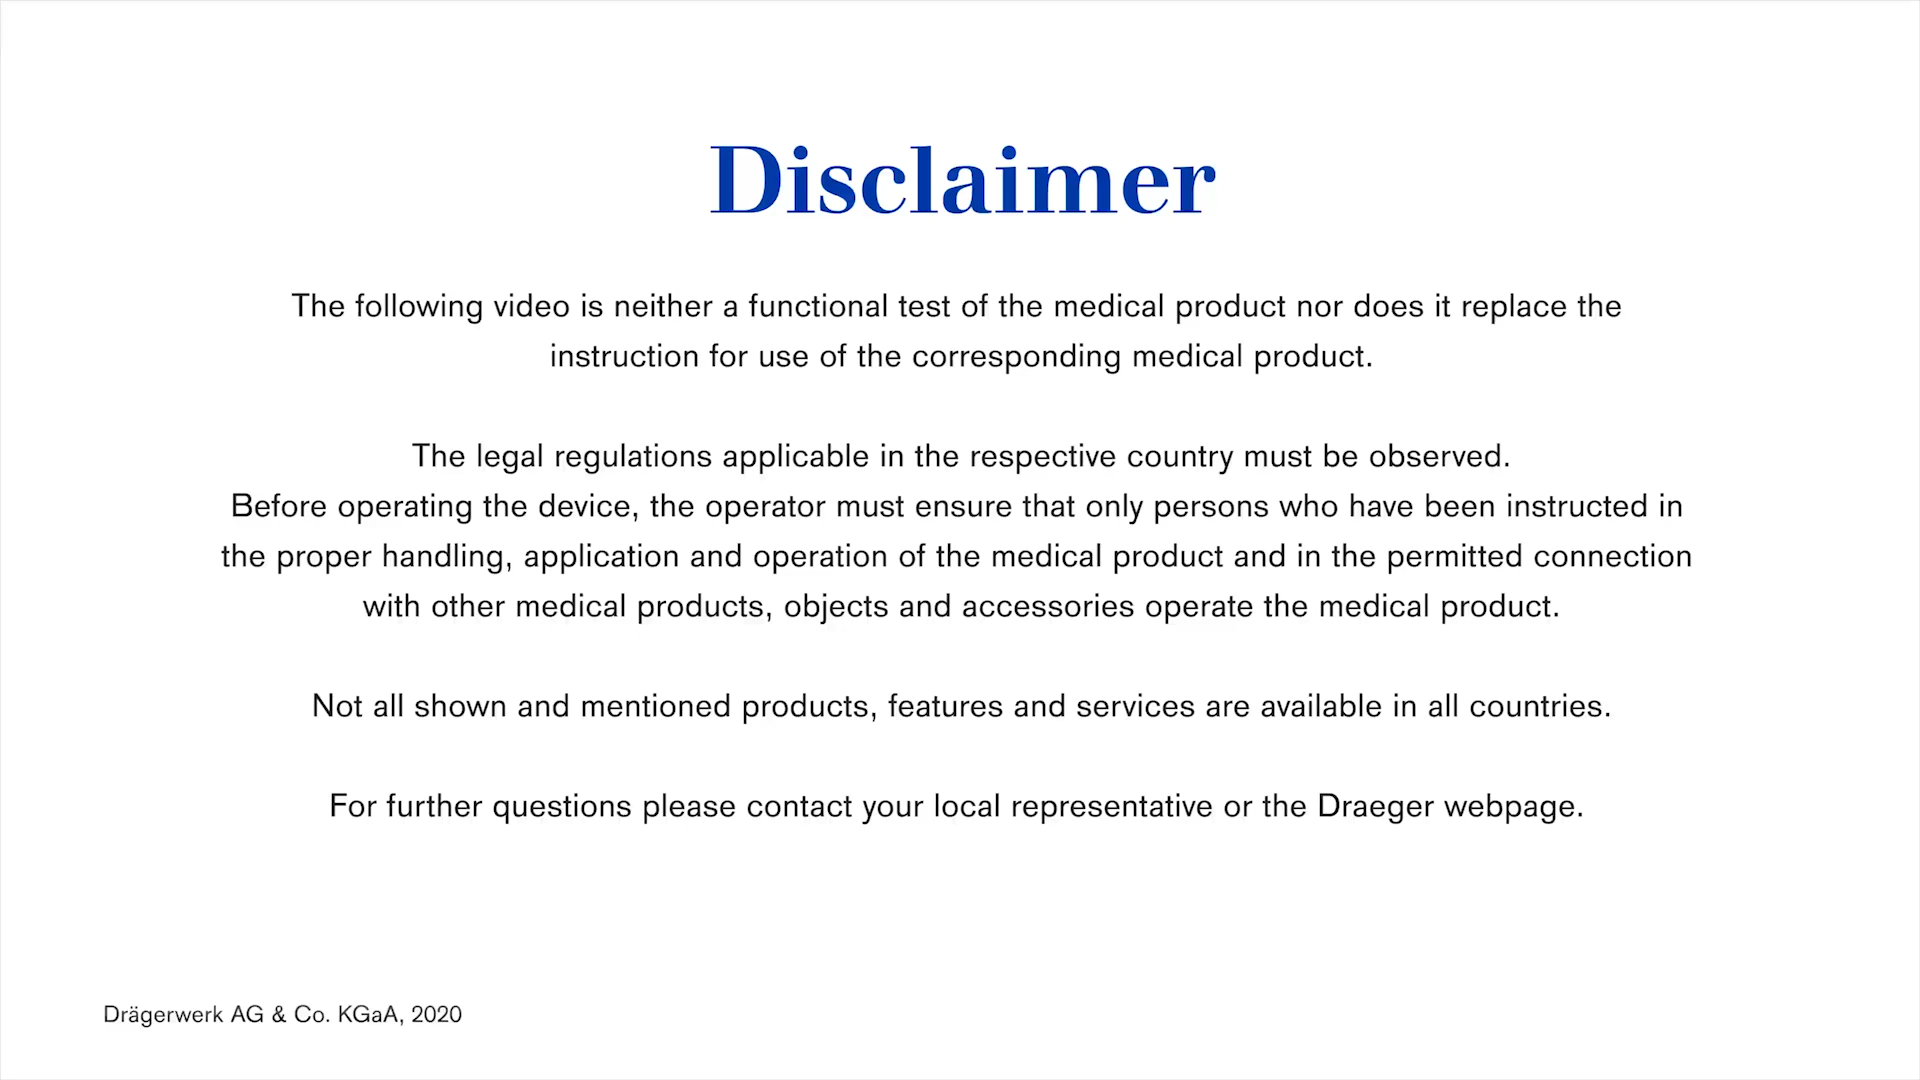 Disclaimer
The following video is neither a functional test of the medical product nor does it replace the
instruction for use of the corresponding medical product.
The legal regulations applicable in the respective country must be observed.
Before operating the device, the operator must ensure that only persons who have been instructed in
the proper handling, application and operation of the medical product and in the permitted connection
with other medical products, objects and accessories operate the medical product.
Not all shown and mentioned products, features and services are available in all countries.
For further questions please contact your local representative or the Draeger webpage.
Drägerwerk AG & Co. KGaA, 2020